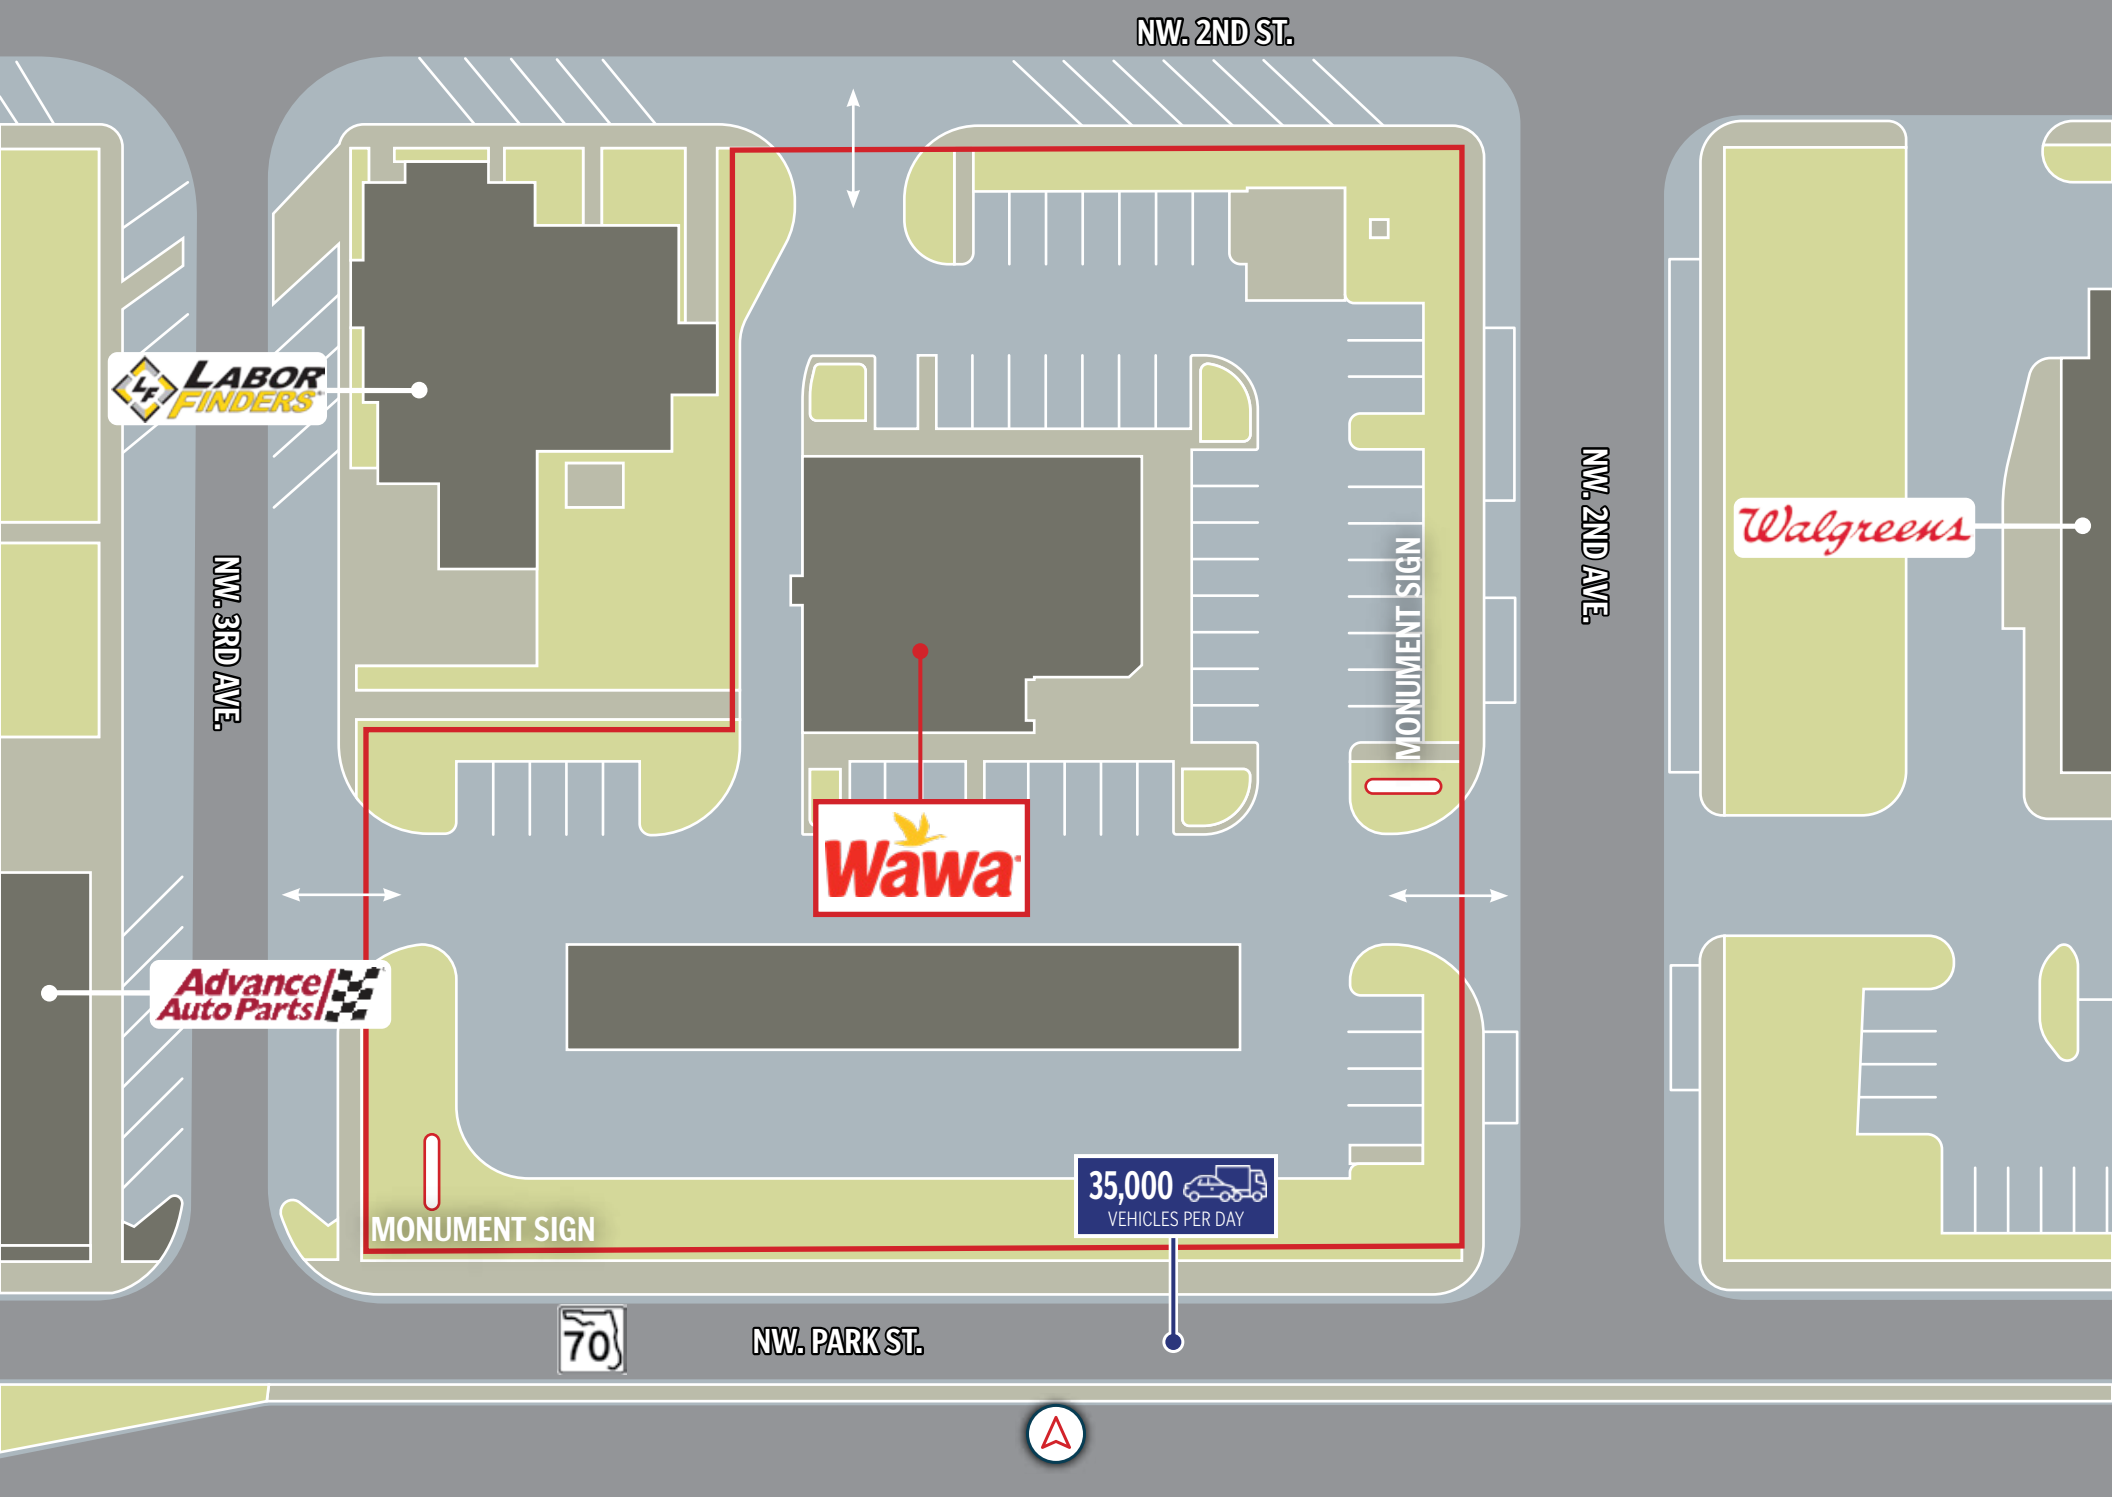 NW. 2ND ST.
LF
LABOR
FINDERS
NW. 2ND AVE.
Walgreens
MONUMENT SIGN
NW. 3RD AVE.
Wawa
Advance
Auto Parts
35,000
VEHICLES PER DAY
MONUMENT SIGN
70
NW. PARK ST.